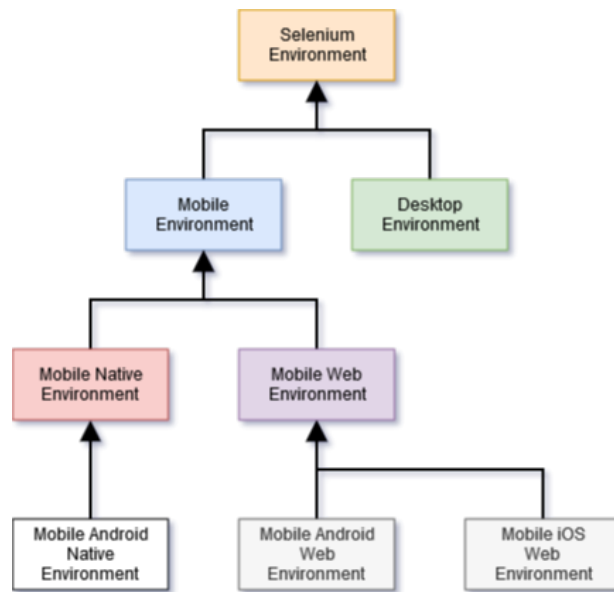 Selenium
Environment
Mobile
Environment
Desktop
Environment
Mobile Native
Environment
Mobile Web
Environment
Mobile Android
Native
Environment
Mobile Android
Web
Environment
Mobile iOS
Web
Environment